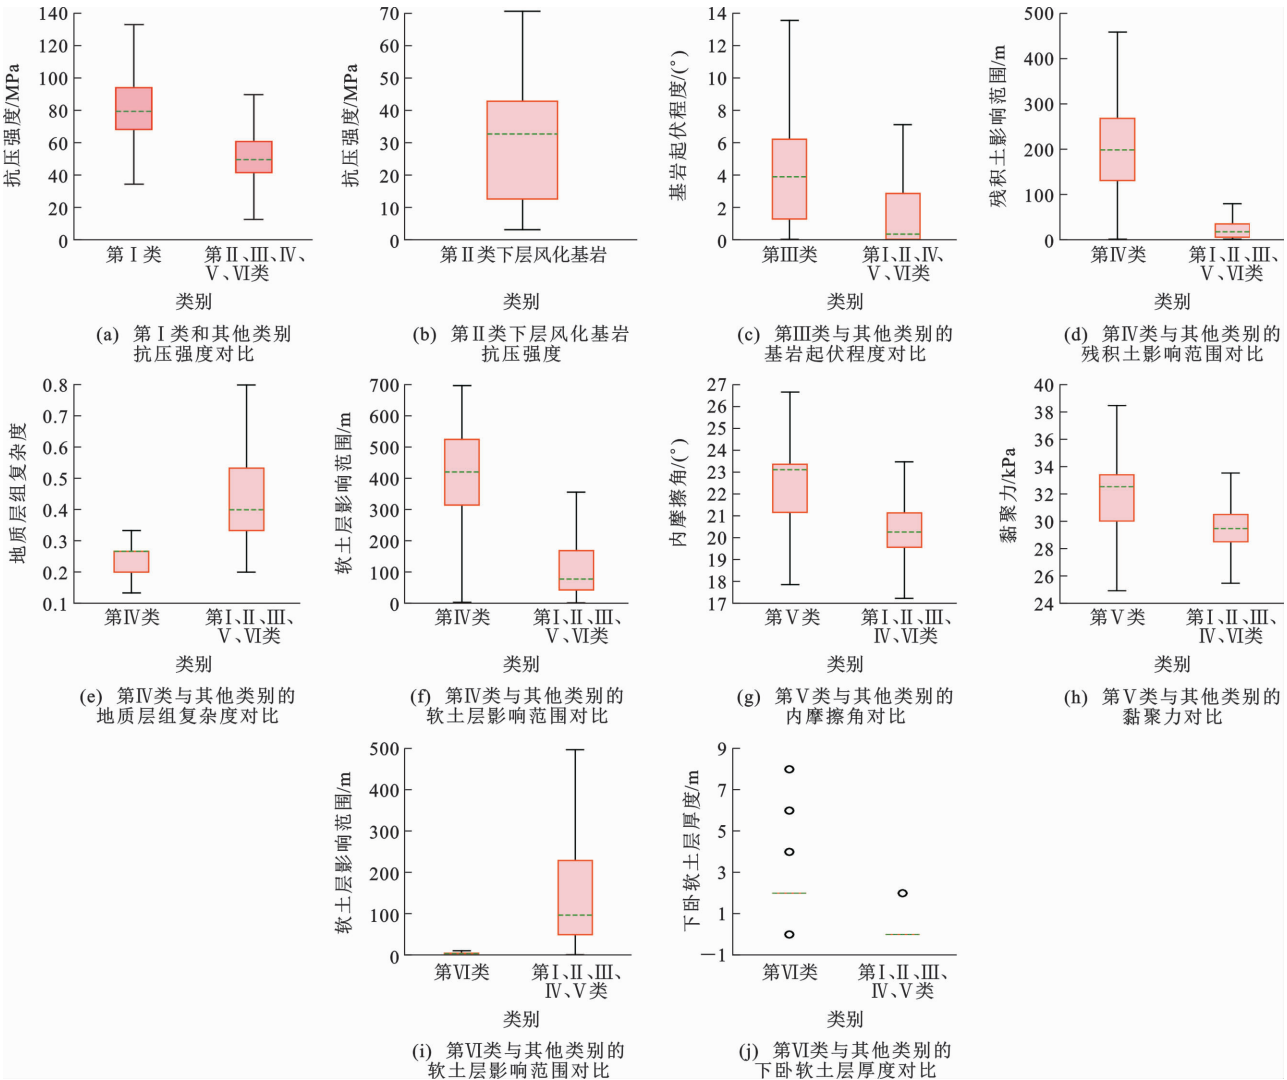 抗压强度/MPa
140
120
100
80
60
40
20
0
第Ⅰ类
第Ⅱ、Ⅲ、Ⅳ、
Ⅴ、Ⅵ类
类别
(a) 第Ⅰ类和其他类别
抗压强度对比
抗压强度/MPa
70
60
50
40
30
20
10
0
第Ⅱ类下层风化基岩
类别
(b) 第Ⅱ类下层风化基岩
抗压强度
基岩起伏程度/(°)
14
12
10
8
6
4
2
0
第Ⅲ类
第Ⅰ、Ⅱ、Ⅳ、
Ⅴ、Ⅵ类
类别
(c) 第Ⅲ类与其他类别的
基岩起伏程度对比
残积土影响范围/m
500
400
300
200
100
0
第Ⅳ类
第Ⅰ、Ⅱ、Ⅲ、
Ⅴ、Ⅵ类
类别
(d) 第Ⅳ类与其他类别的
残积土影响范围对比
地质层组复杂度
0.8
0.7
0.6
0.5
0.4
0.3
0.2
0.1
第Ⅳ类
第Ⅰ、Ⅱ、Ⅲ、
Ⅴ、Ⅵ类
类别
(e) 第Ⅳ类与其他类别的
地质层组复杂度对比
软土层影响范围/m
700
600
500
400
300
200
100
0
第Ⅳ类
第Ⅰ、Ⅱ、Ⅲ、
Ⅴ、Ⅵ类
类别
(f) 第Ⅳ类与其他类别的
软土层影响范围对比
内摩擦角/(°)
27
26
25
24
23
22
21
20
19
18
17
第Ⅴ类
第Ⅰ、Ⅱ、Ⅲ、
Ⅳ、Ⅵ类
类别
(g) 第Ⅴ类与其他类别的
内摩擦角对比
黏聚力/kPa
40
38
36
34
32
30
28
26
24
第Ⅴ类
第Ⅰ、Ⅱ、Ⅲ、
Ⅳ、Ⅵ类
类别
(h) 第Ⅴ类与其他类别的
黏聚力对比
软土层影响范围/m
500
400
300
200
100
0
第Ⅵ类
第Ⅰ、Ⅱ、Ⅲ、
Ⅳ、Ⅴ类
类别
(i) 第Ⅵ类与其他类别的
软土层影响范围对比
下卧软土层厚度/m
9
7
5
3
1
－1
第Ⅵ类
第Ⅰ、Ⅱ、Ⅲ、
Ⅳ、Ⅴ类
类别
(j) 第Ⅵ类与其他类别的
下卧软土层厚度对比